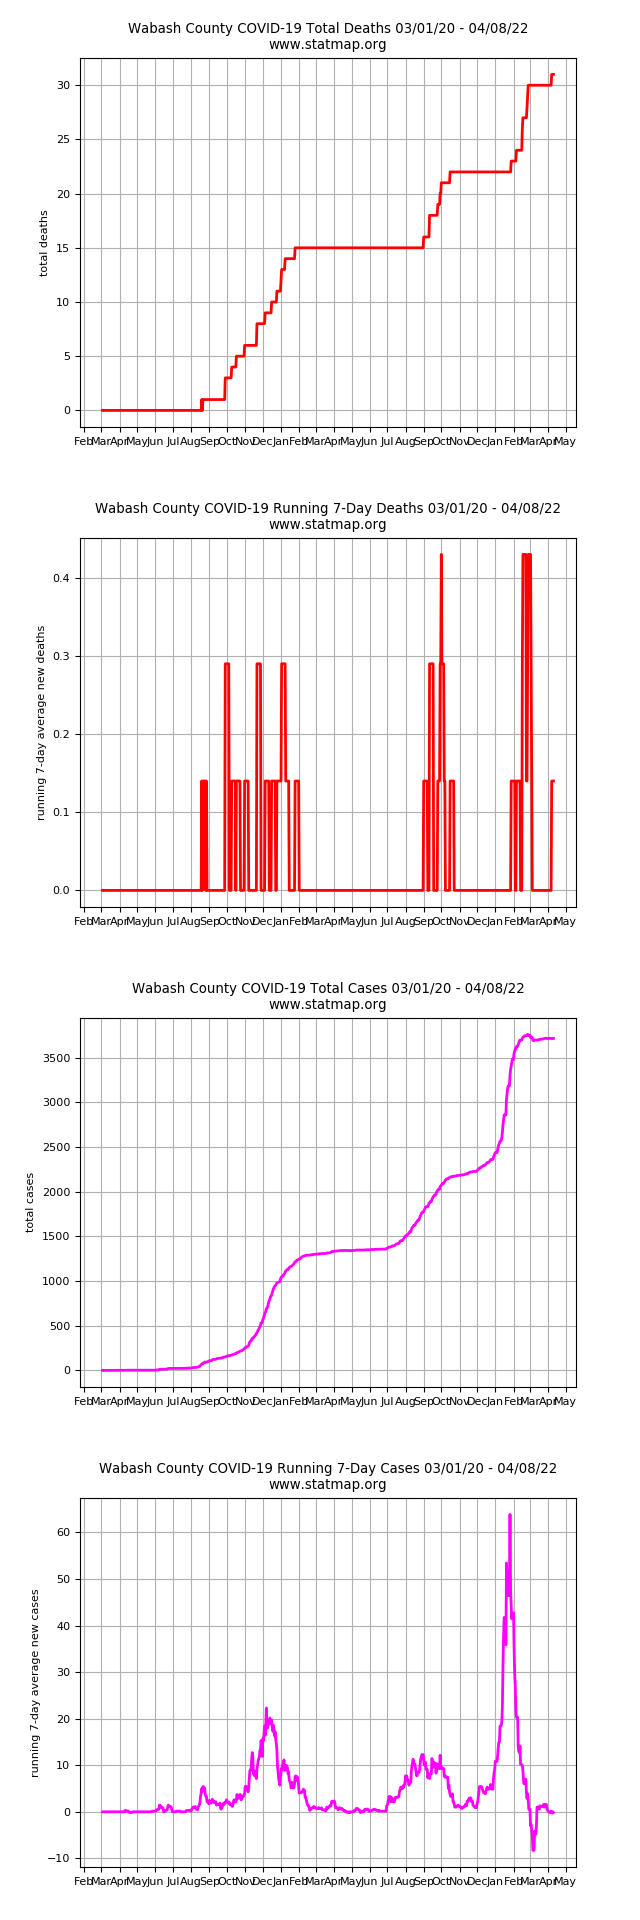 Wabash County COVID-19 Total Deaths 03/01/20 - 04/08/22
www.statmap.org
30
25
20
15
10
5
0
total deaths
Feb Mar Apr May Jun Jul Aug Sep Oct Nov Dec Jan Feb Mar Apr May Jun Jul Aug Sep Oct Nov Dec Jan Feb Mar Apr May
Wabash County COVID-19 Running 7-Day Deaths 03/01/20 - 04/08/22
www.statmap.org
0.4
0.3
0.2
0.1
0.0
running 7-day average new deaths
Feb Mar Apr May Jun Jul Aug Sep Oct Nov Dec Jan Feb Mar Apr May Jun Jul Aug Sep Oct Nov Dec Jan Feb Mar Apr May
Wabash County COVID-19 Total Cases 03/01/20 - 04/08/22
www.statmap.org
3500
3000
2500
2000
1500
1000
500
0
total cases
Feb Mar Apr May Jun Jul Aug Sep Oct Nov Dec Jan Feb Mar Apr May Jun Jul Aug Sep Oct Nov Dec Jan Feb Mar Apr May
Wabash County COVID-19 Running 7-Day Cases 03/01/20 - 04/08/22
www.statmap.org
60
50
40
30
20
10
0
−10
running 7-day average new cases
Feb Mar Apr May Jun Jul Aug Sep Oct Nov Dec Jan Feb Mar Apr May Jun Jul Aug Sep Oct Nov Dec Jan Feb Mar Apr May